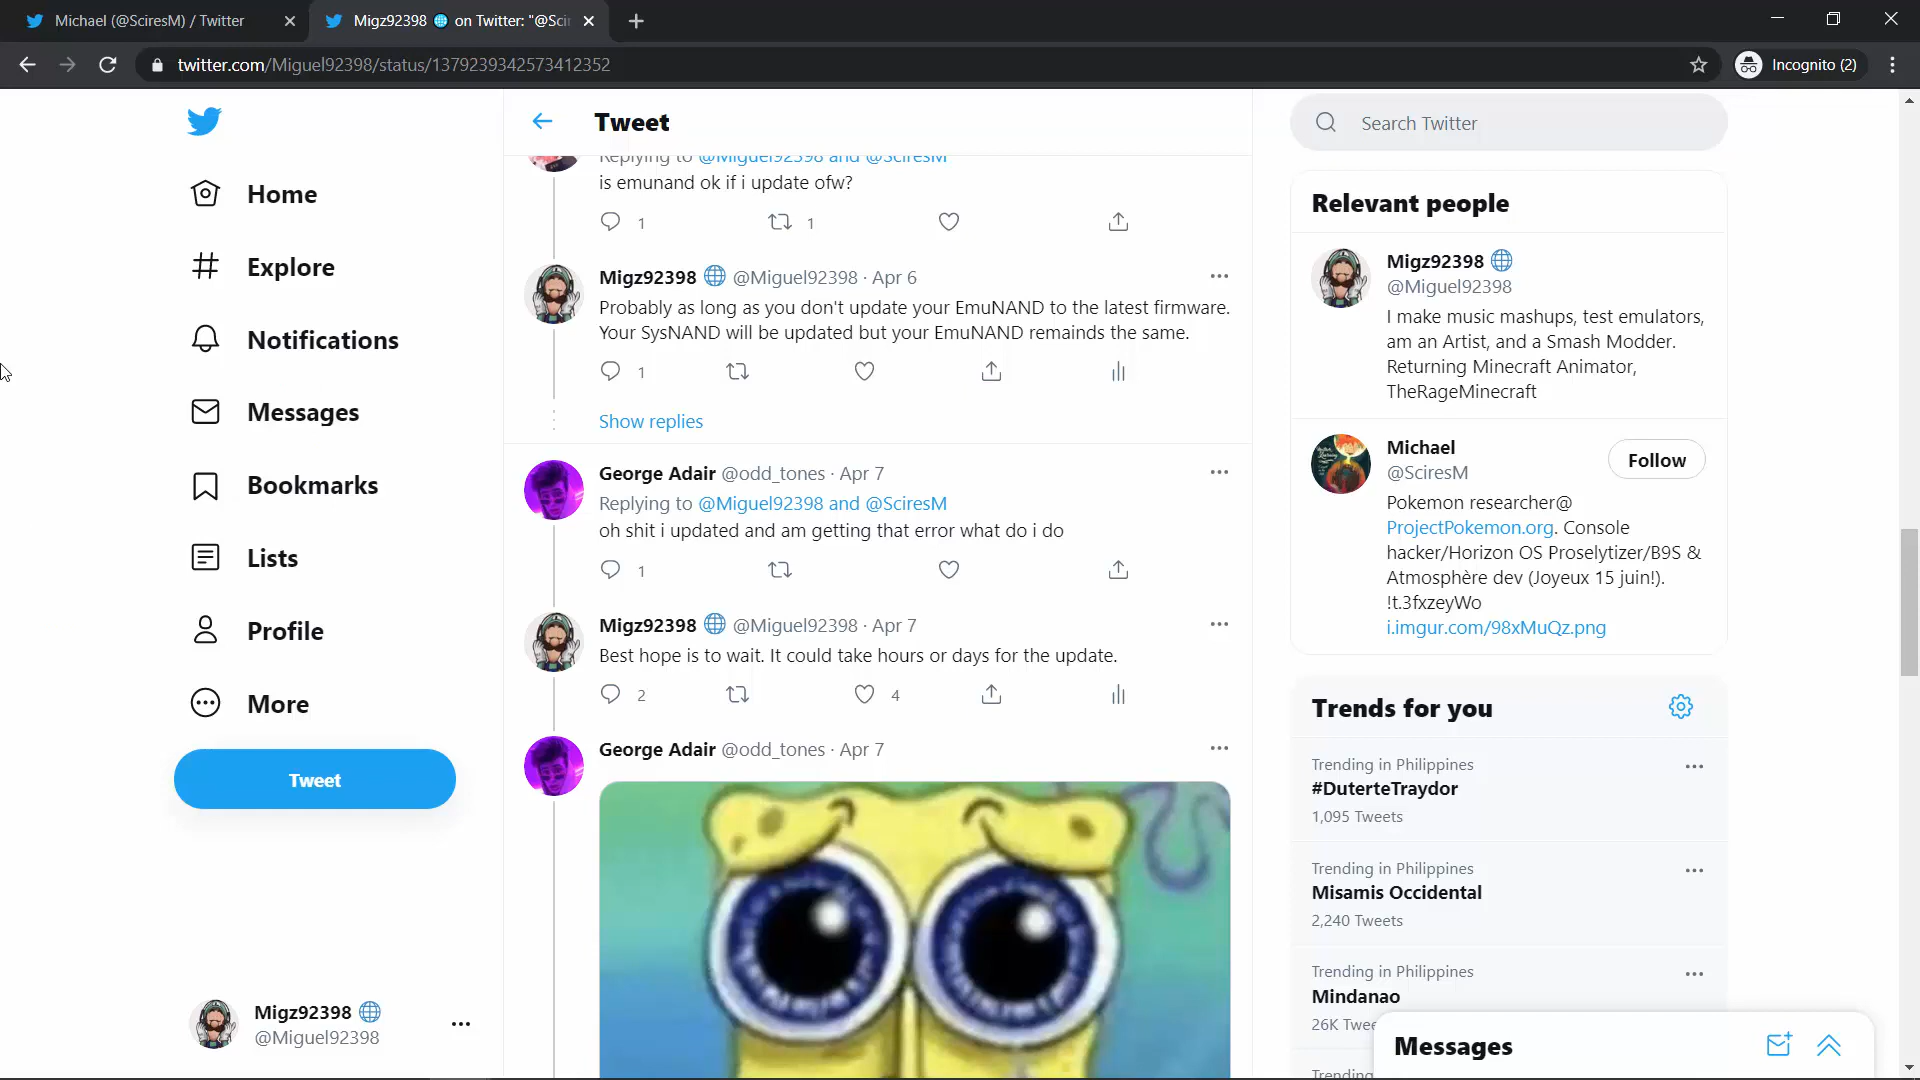 Michael (@SciresM) / Twitter
Migz92398 🌐 on Twitter: "@Scir
twitter.com/Miguel92398/status/1379239342573412352
Incognito (2)
Home
Explore
Notifications
Messages
Bookmarks
Lists
Profile
More
Tweet
Migz92398 🌐
@Miguel92398
Tweet
Replying to @Miguel92398 and @SciresM
is emunand ok if i update ofw?
1
1
Migz92398 🌐 @Miguel92398 · Apr 6
Probably as long as you don't update your EmuNAND to the latest firmware.
Your SysNAND will be updated but your EmuNAND remainds the same.
1
Show replies
George Adair @odd_tones · Apr 7
Replying to @Miguel92398 and @SciresM
oh shit i updated and am getting that error what do i do
1
Migz92398 🌐 @Miguel92398 · Apr 7
Best hope is to wait. It could take hours or days for the update.
2
4
George Adair @odd_tones · Apr 7
Search Twitter
Relevant people
Migz92398 🌐
@Miguel92398
I make music mashups, test emulators,
am an Artist, and a Smash Modder.
Returning Minecraft Animator,
TheRageMinecraft
Michael
@SciresM
Follow
Pokemon researcher@
ProjectPokemon.org. Console
hacker/Horizon OS Proselytizer/B9S &
Atmosphère dev (Joyeux 15 juin!).
!t.3fxzeyWo
i.imgur.com/98xMuQz.png
Trends for you
Trending in Philippines
#DuterteTraydor
1,095 Tweets
Trending in Philippines
Misamis Occidental
2,240 Tweets
Trending in Philippines
Mindanao
26K Twee
Trending
Messages